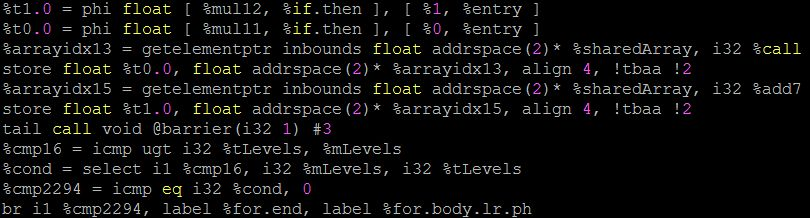 %t1.0 = phi float [ %mul12, %if.then ], [ %1, %entry ]
%t0.0 = phi float [ %mul11, %if.then ], [ %0, %entry ]
%arrayidx13 = getelementptr inbounds float addrspace(2)* %sharedArray, i32 %call
store float %t0.0, float addrspace(2)* %arrayidx13, align 4, !tbaa !2
%arrayidx15 = getelementptr inbounds float addrspace(2)* %sharedArray, i32 %add7
store float %t1.0, float addrspace(2)* %arrayidx15, align 4, !tbaa !2
tail call void @barrier(i32 1) #3
%cmp16 = icmp ugt i32 %tLevels, %mLevels
%cond = select i1 %cmp16, i32 %mLevels, i32 %tLevels
%cmp2294 = icmp eq i32 %cond, 0
br i1 %cmp2294, label %for.end, label %for.body.lr.ph